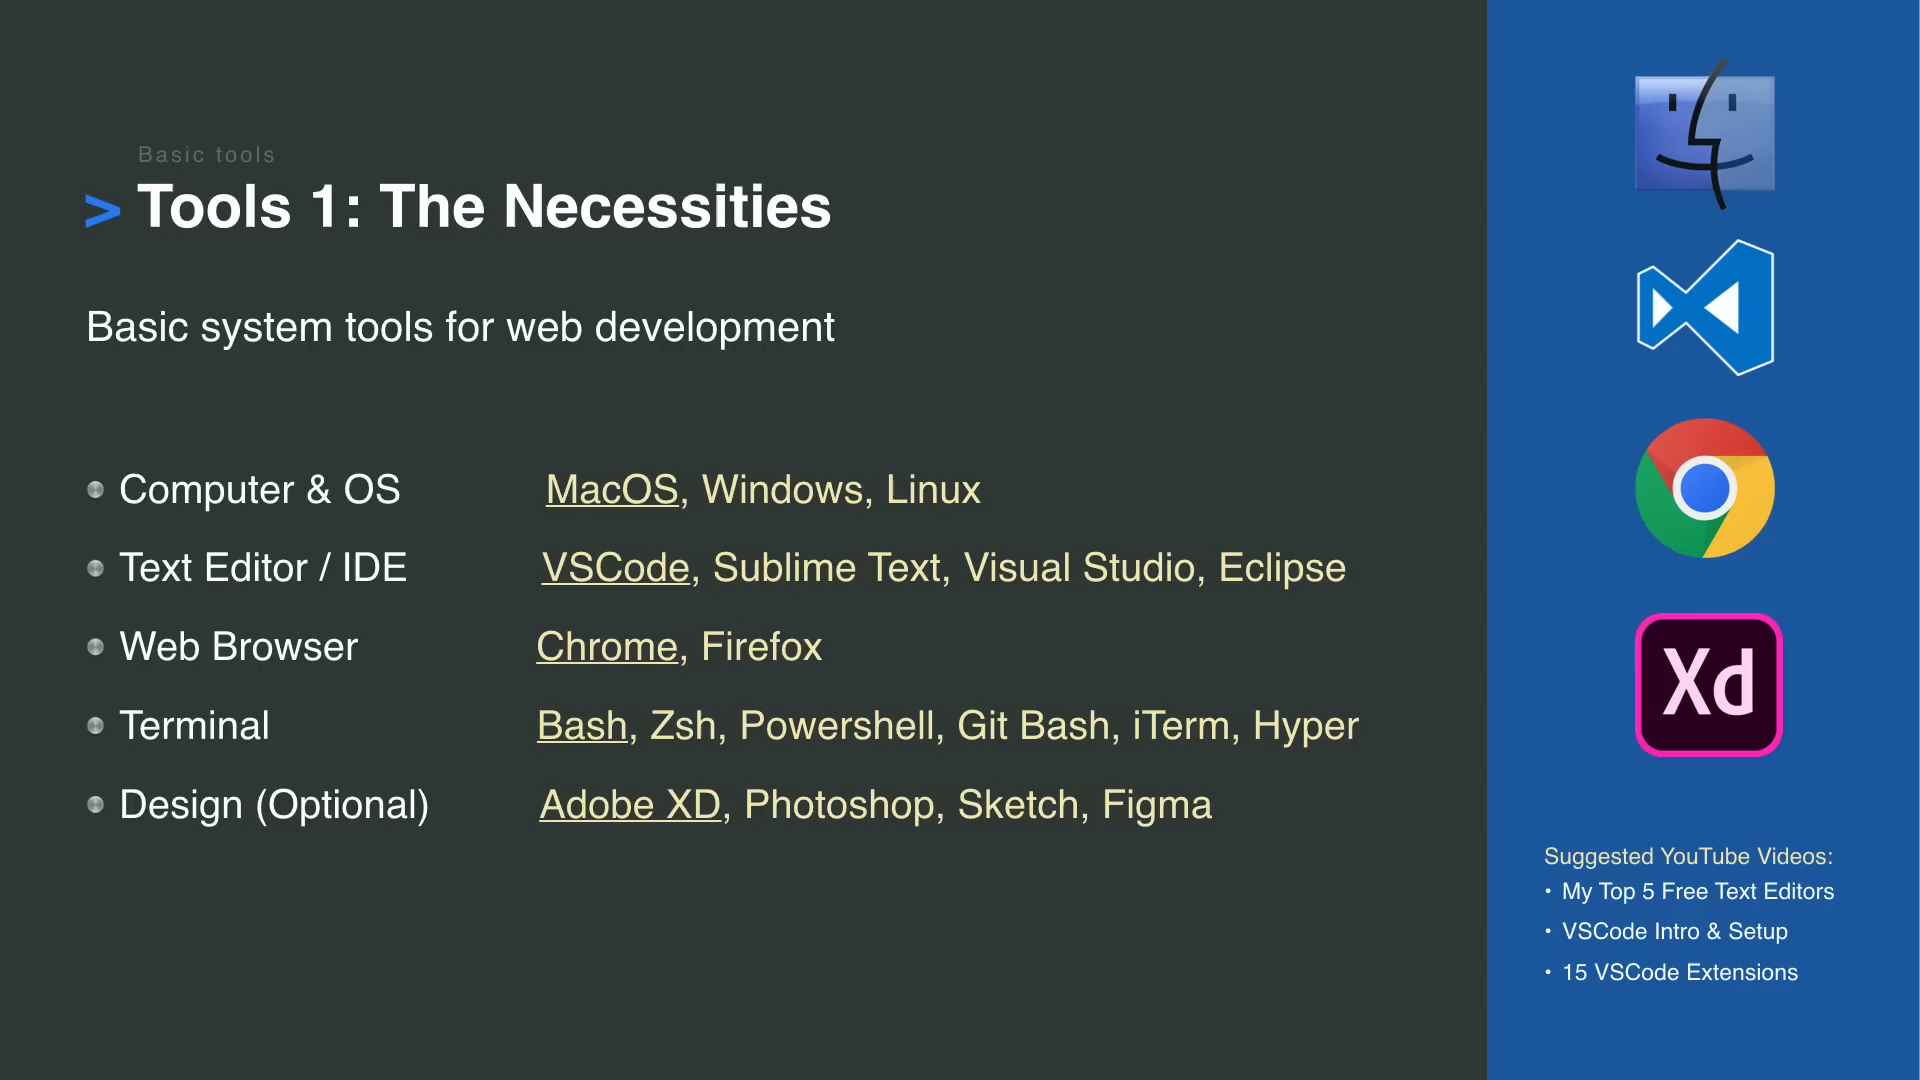 Basic tools
> Tools 1: The Necessities
Basic system tools for web development
Computer & OS MacOS, Windows, Linux
Text Editor / IDE VSCode, Sublime Text, Visual Studio, Eclipse
Web Browser Chrome, Firefox
Terminal Bash, Zsh, Powershell, Git Bash, iTerm, Hyper
Design (Optional) Adobe XD, Photoshop, Sketch, Figma
Xd
Suggested YouTube Videos:
• My Top 5 Free Text Editors
• VSCode Intro & Setup
• 15 VSCode Extensions